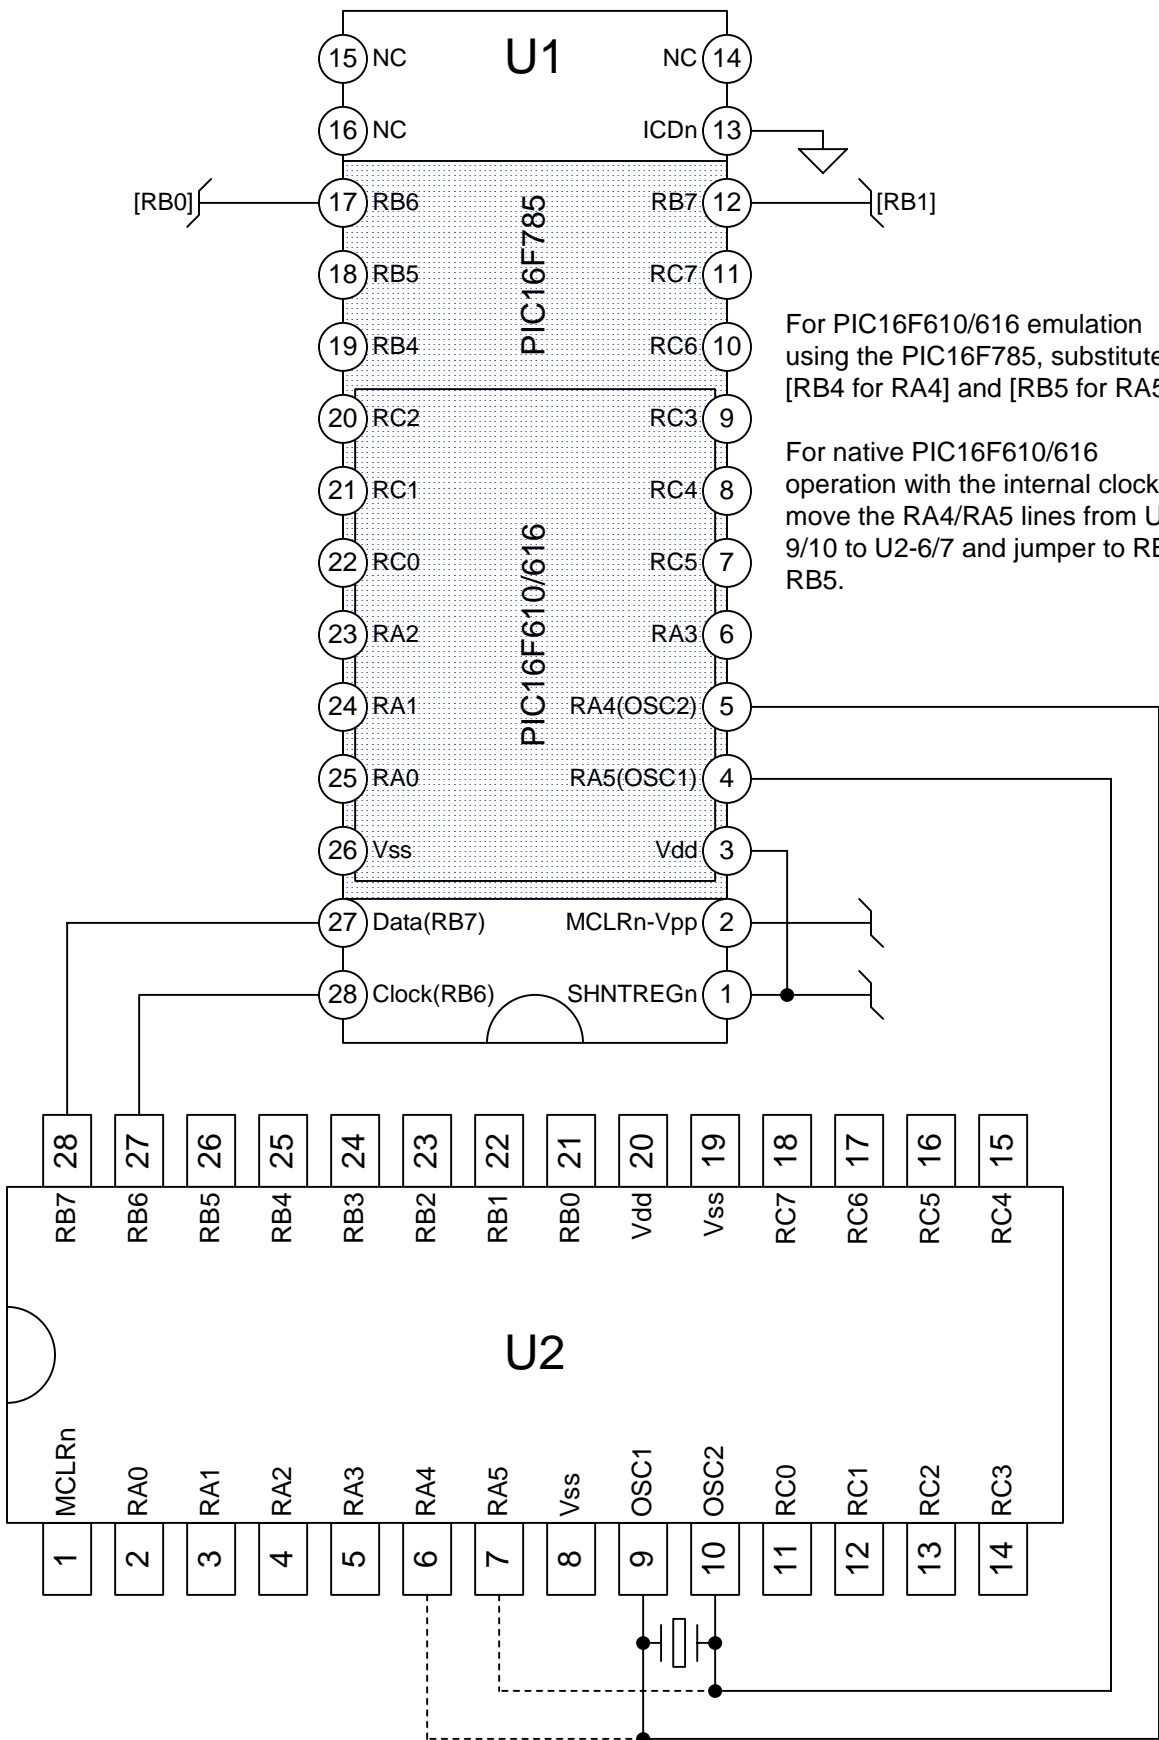 U1
15 NC NC 14
16 NC ICDn 13
[RB0] 17 RB6 RB7 12 [RB1]
18 RB5 RC7 11
19 RB4 RC6 10
20 RC2 RC3 9
21 RC1 RC4 8
22 RC0 RC5 7
23 RA2 RA3 6
24 RA1 RA4(OSC2) 5
25 RA0 RA5(OSC1) 4
26 Vss Vdd 3
27 Data(RB7) MCLRn-Vpp 2
28 Clock(RB6) SHNTREGn 1
PIC16F785
PIC16F610/616
For PIC16F610/616 emulation
using the PIC16F785, substitute
[RB4 for RA4] and [RB5 for RA5
For native PIC16F610/616
operation with the internal clock
move the RA4/RA5 lines from U
9/10 to U2-6/7 and jumper to RB
RB5.
28 27 26 25 24 23 22 21 20 19 18 17 16 15
RB7 RB6 RB5 RB4 RB3 RB2 RB1 RB0 Vdd Vss RC7 RC6 RC5 RC4
U2
MCLRn RA0 RA1 RA2 RA3 RA4 RA5 Vss OSC1 OSC2 RC0 RC1 RC2 RC3
1 2 3 4 5 6 7 8 9 10 11 12 13 14